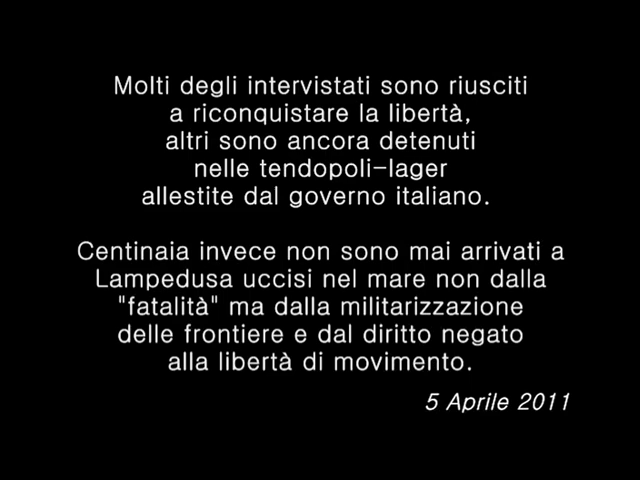 Molti degli intervistati sono riusciti
a riconquistare la libertà,
altri sono ancora detenuti
nelle tendopoli-lager
allestite dal governo italiano.
Centinaia invece non sono mai arrivati a
Lampedusa uccisi nel mare non dalla
"fatalità" ma dalla militarizzazione
delle frontiere e dal diritto negato
alla libertà di movimento.
5 Aprile 2011